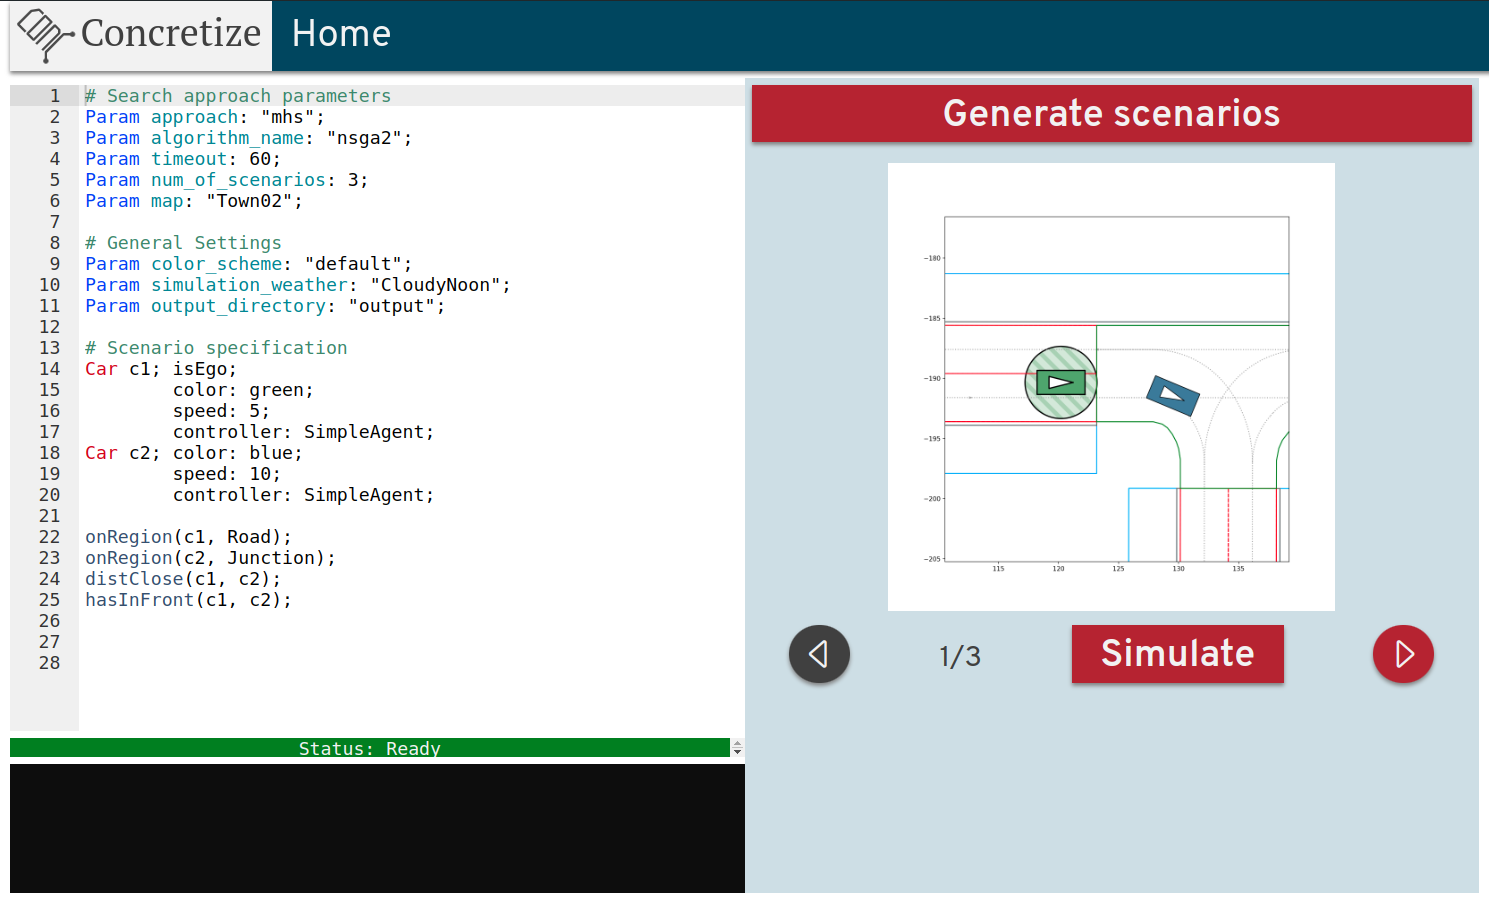 Concretize Home
1 # Search approach parameters
2 Param approach: "mhs";
3 Param algorithm_name: "nsga2";
4 Param timeout: 60;
5 Param num_of_scenarios: 3;
6 Param map: "Town02";
7
8 # General Settings
9 Param color_scheme: "default";
10 Param simulation_weather: "CloudyNoon";
11 Param output_directory: "output";
12
13 # Scenario specification
14 Car c1; isEgo;
15 color: green;
16 speed: 5;
17 controller: SimpleAgent;
18 Car c2; color: blue;
19 speed: 10;
20 controller: SimpleAgent;
21
22 onRegion(c1, Road);
23 onRegion(c2, Junction);
24 distClose(c1, c2);
25 hasInFront(c1, c2);
26
27
28
Status: Ready
Generate scenarios
−180
−185
−190
−195
−200
−205
115 120 125 130 135
1/3 Simulate